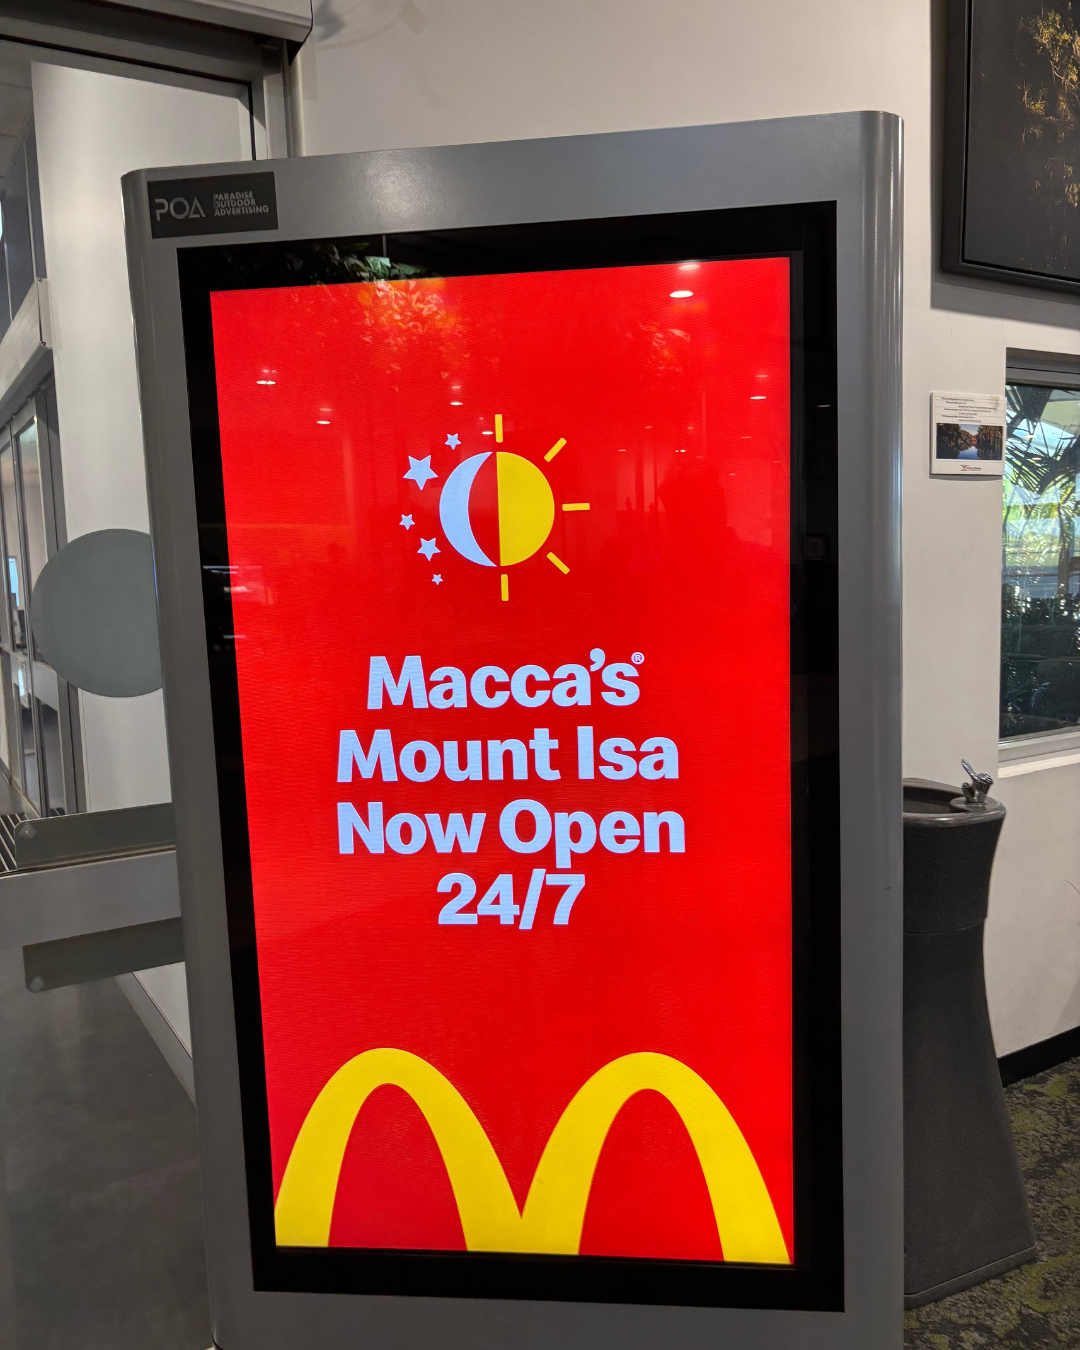 POA PARADISE
OUTDOOR
ADVERTISING
Macca's®
Mount Isa
Now Open
24/7